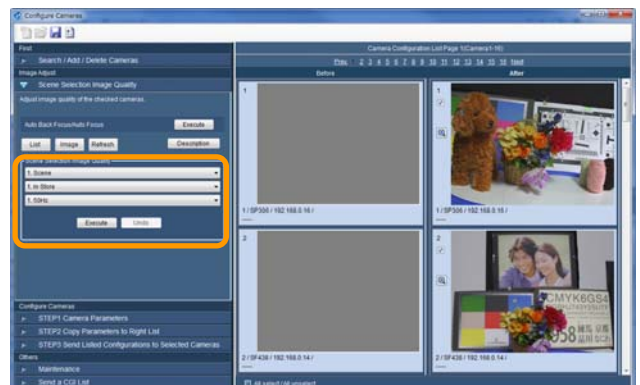 Configure Cameras
Find
Search / Add / Delete Cameras
Image Adjust
Scene Selection Image Quality
Adjust image quality of the checked cameras.
Auto Back Focus/Auto Focus
Execute
List
Image
Refresh
Description
Scene Selection Image Quality
1. Scene
1. In-Store
1. 50Hz
Execute
Undo
Configure Cameras
STEP1 Camera Parameters
STEP2 Copy Parameters to Right List
STEP3 Send Listed Configurations to Selected Cameras
Others
Maintenance
Send a CGI List
Camera Configuration List Page 1(Camera1-16)
Prev 1 2 3 4 5 6 7 8 9 10 11 12 13 14 15 16 Next
Before
After
1
1
1 / SP306 / 192.168.0.16 /
1 / SP306 / 192.168.0.16 /
2
2
CMYK6GS4
958
2 / SF438 / 192.168.0.14 /
2 / SF438 / 192.168.0.14 /
All select / All unselect